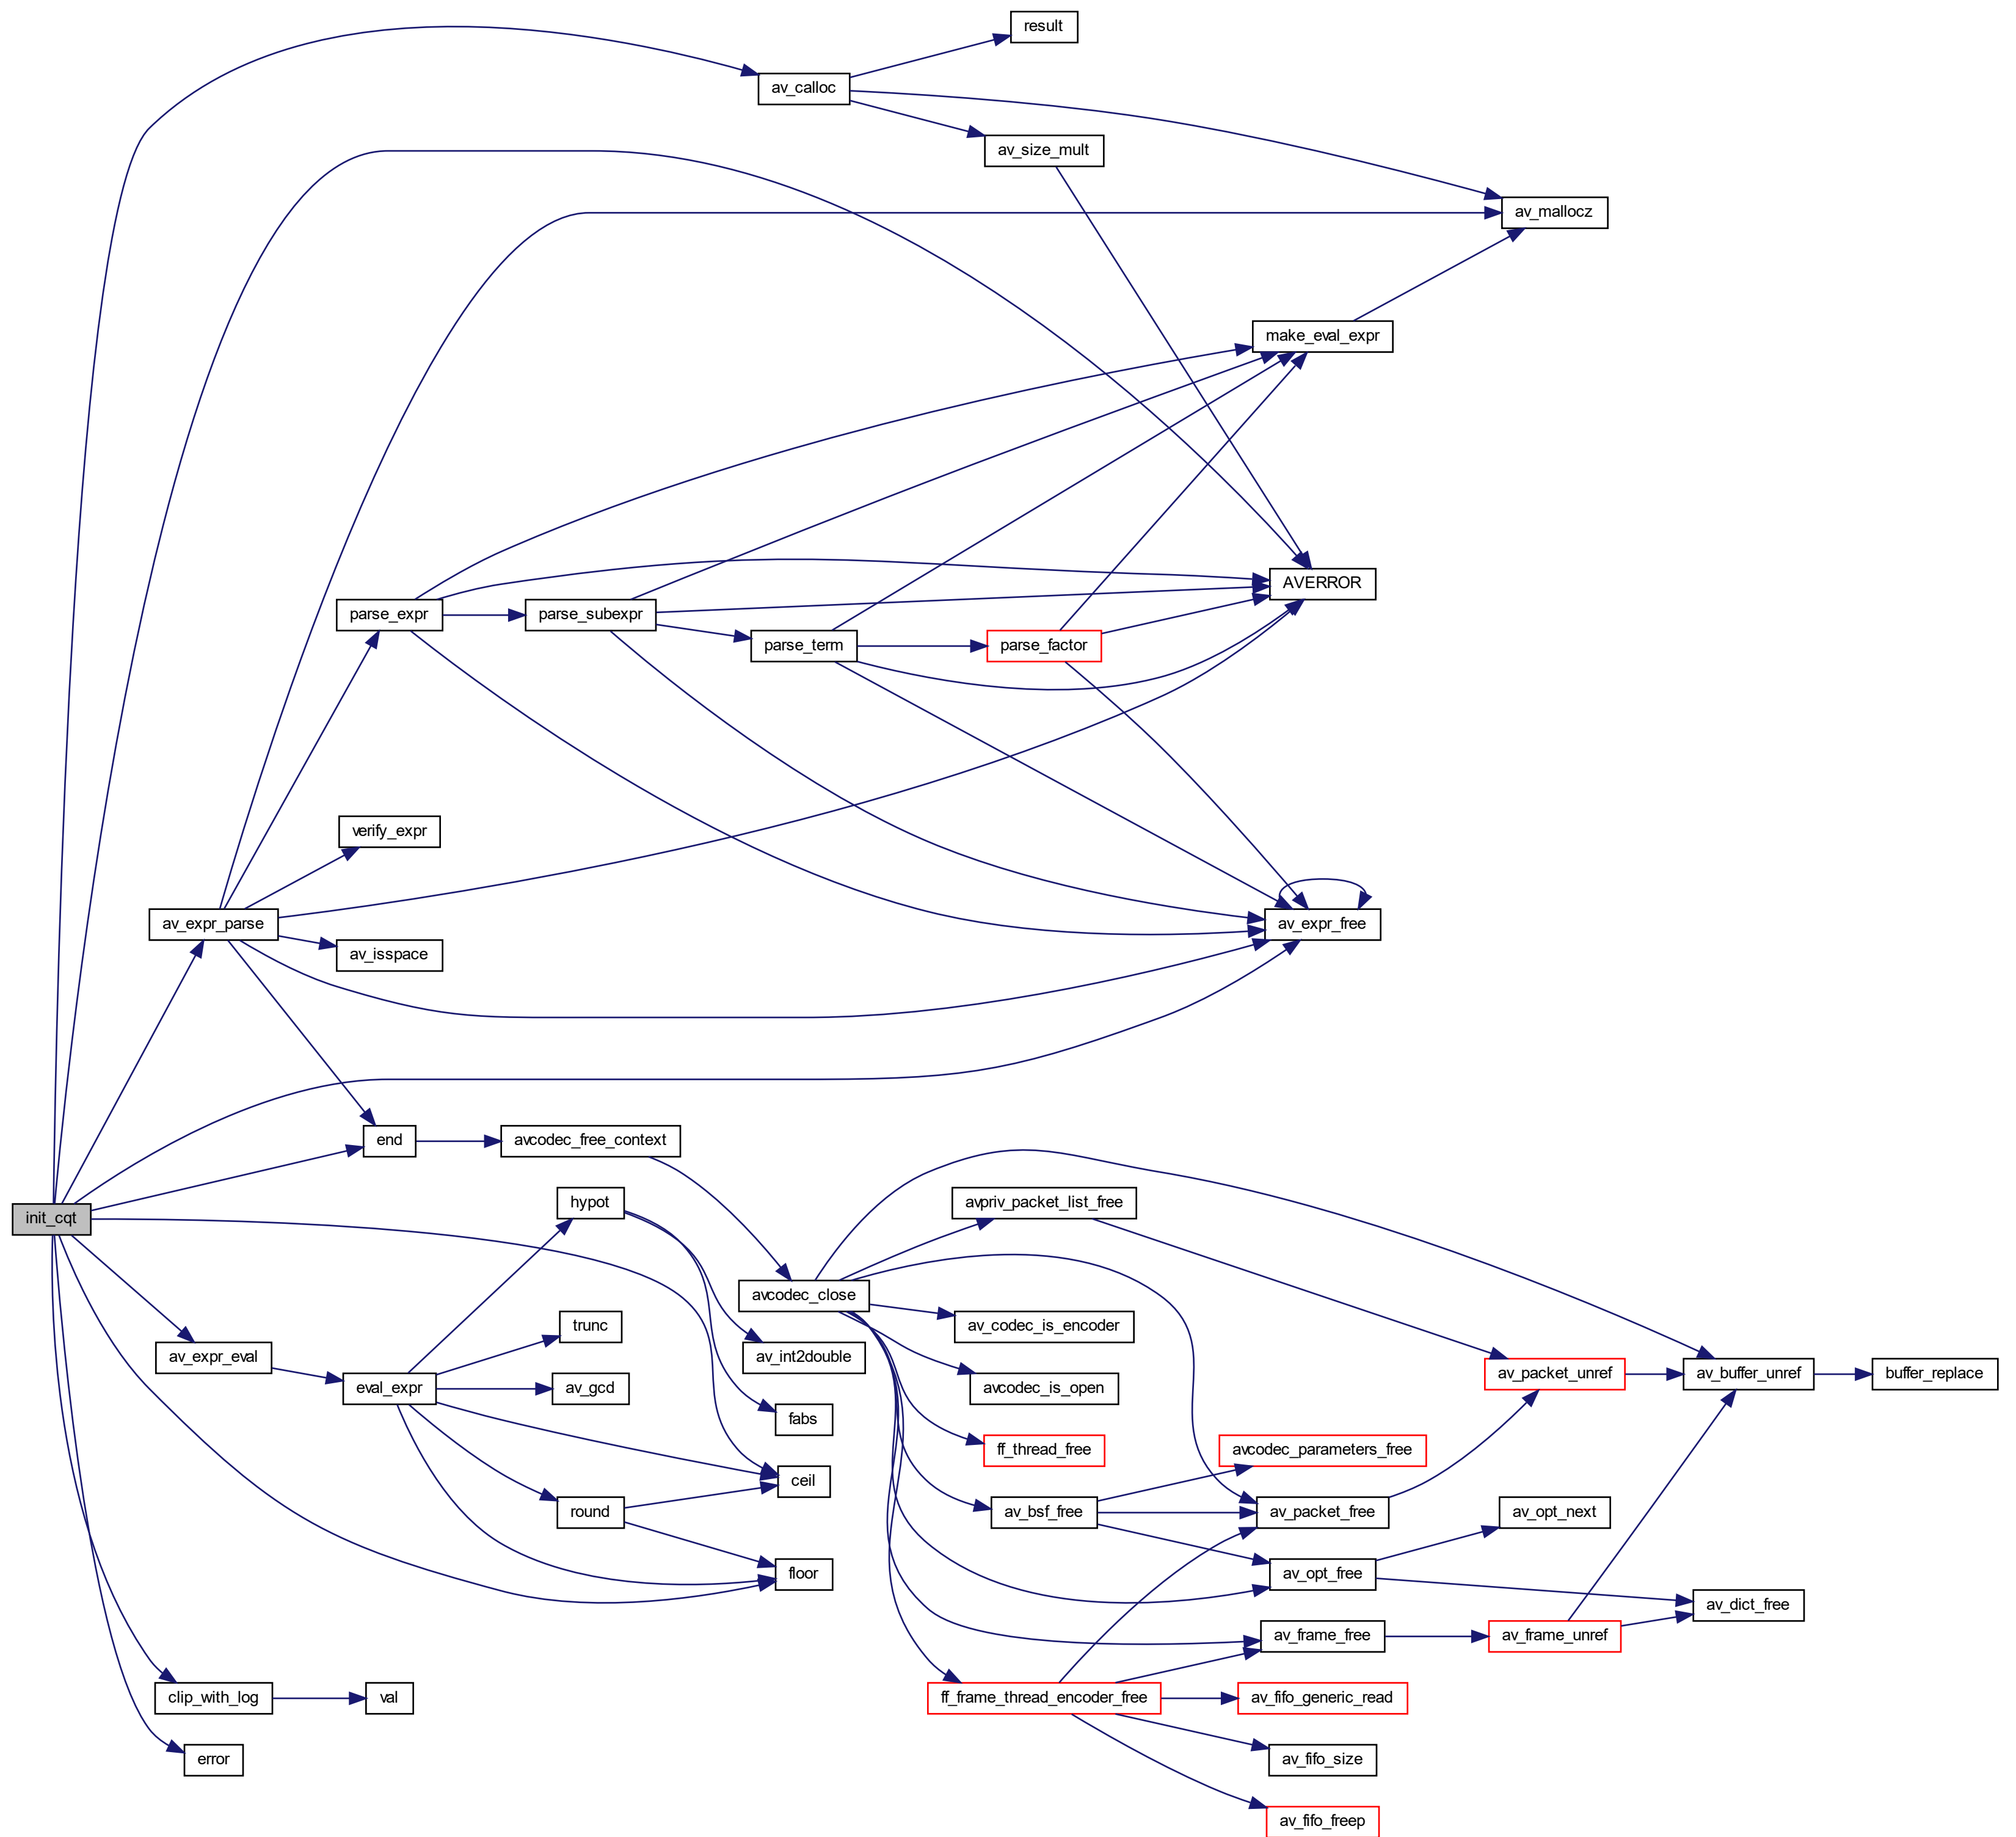 result
av_calloc
av_size_mult
av_mallocz
make_eval_expr
AVERROR
parse_expr
parse_subexpr
parse_term
parse_factor
verify_expr
av_expr_parse
av_expr_free
av_isspace
end
avcodec_free_context
hypot
avpriv_packet_list_free
init_cqt
avcodec_close
av_codec_is_encoder
trunc
av_expr_eval
av_int2double
av_packet_unref
av_buffer_unref
buffer_replace
eval_expr
av_gcd
avcodec_is_open
fabs
ff_thread_free
avcodec_parameters_free
ceil
round
av_bsf_free
av_packet_free
av_opt_next
floor
av_opt_free
av_dict_free
av_frame_free
av_frame_unref
clip_with_log
val
ff_frame_thread_encoder_free
av_fifo_generic_read
error
av_fifo_size
av_fifo_freep